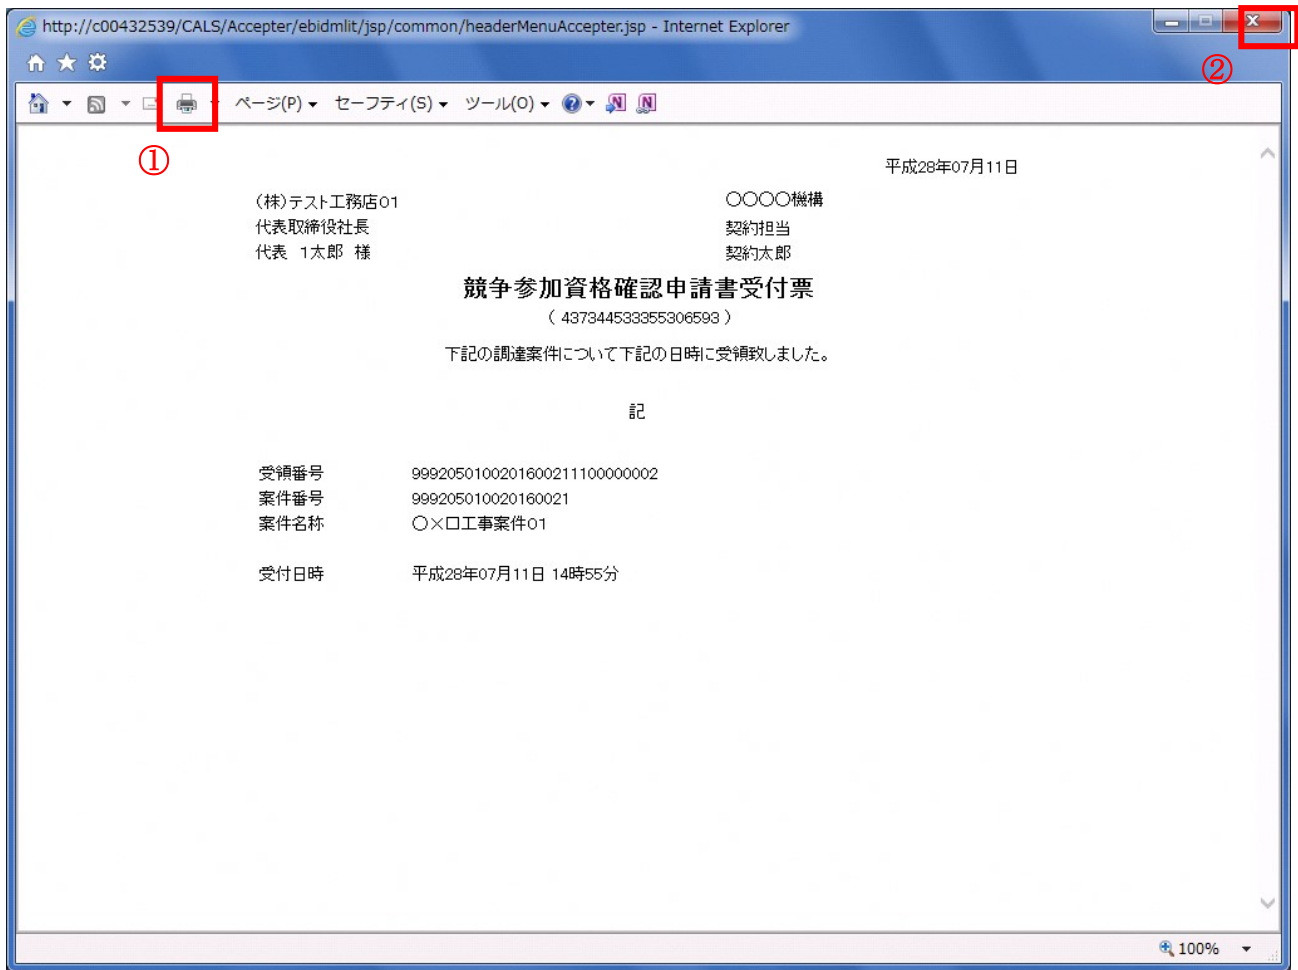 http://c00432539/CALS/Accepter/ebidmlit/jsp/common/headerMenuAccepter.jsp - Internet Explorer
②
ページ(P) セーフティ(S) ツール(O)
①
平成28年07月11日
(株)テスト工務店01
〇〇〇〇機構
代表取締役社長
契約担当
代表 1太郎 様
契約太郎
競争参加資格確認申請書受付票
( 437344533355306593 )
下記の調達案件について下記の日時に受領致しました。
記
受領番号 9992050100201600211100000002
案件番号 999205010020160021
案件名称 〇×口工事案件01
受付日時 平成28年07月11日 14時55分
100%